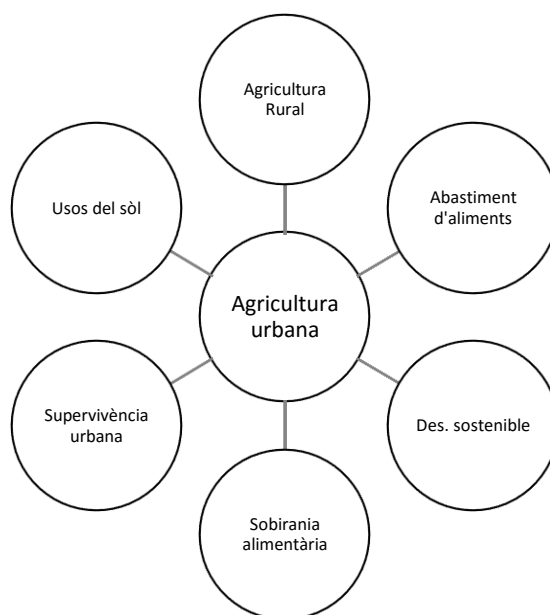 Agricultura
Rural
Usos del sòl
Abastiment
d'aliments
Agricultura
urbana
Supervivència
urbana
Des. sostenible
Sobirania
alimentària